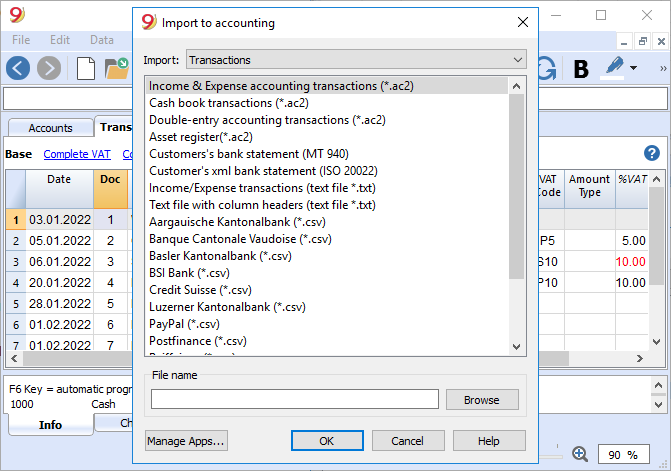 Import to accounting
File Edit Data
Import: Transactions
B
Income & Expense accounting transactions (*.ac2)
Cash book transactions (*.ac2)
Double-entry accounting transactions (*.ac2)
Asset register(*.ac2)
Customers's bank statement (MT 940)
Customer's xml bank statement (ISO 20022)
Income/Expense transactions (text file *.txt)
Text file with column headers (text file *.txt)
Aargauische Kantonalbank (*.csv)
Banque Cantonale Vaudoise (*.csv)
Basler Kantonalbank (*.csv)
BSI Bank (*.csv)
Credit Suisse (*.csv)
Luzerner Kantonalbank (*.csv)
PayPal (*.csv)
Postfinance (*.csv)
File name
Browse
Manage Apps... OK Cancel Help
Accounts Trans
Base Complete VAT Co
Date Doc VAT Code Amount Type %VAT
1 03.01.2022 1
2 05.01.2022 2 P5 5.00
3 06.01.2022 3 S10 10.00
4 20.01.2022 4 P10 10.00
5 28.01.2022 5
6 01.02.2022 6
7 01.02.2022 7
F6 Key = automatic progr
1000 Cash
Info Ch
90 %